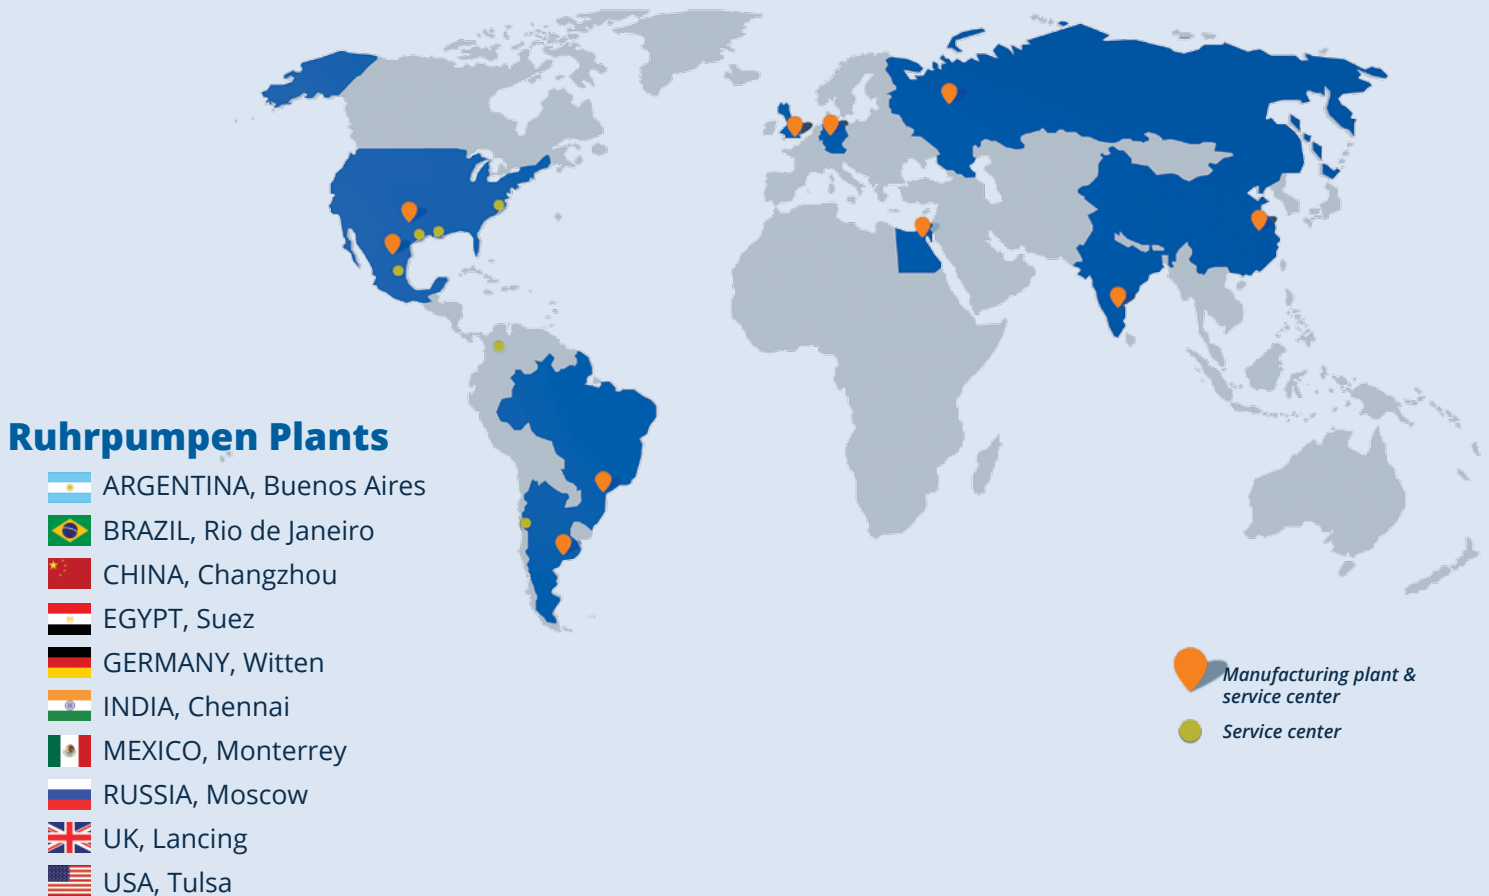 Ruhrpumpen Plants
ARGENTINA, Buenos Aires
BRAZIL, Rio de Janeiro
CHINA, Changzhou
EGYPT, Suez
GERMANY, Witten
INDIA, Chennai
MEXICO, Monterrey
RUSSIA, Moscow
UK, Lancing
USA, Tulsa
Manufacturing plant &
service center
Service center